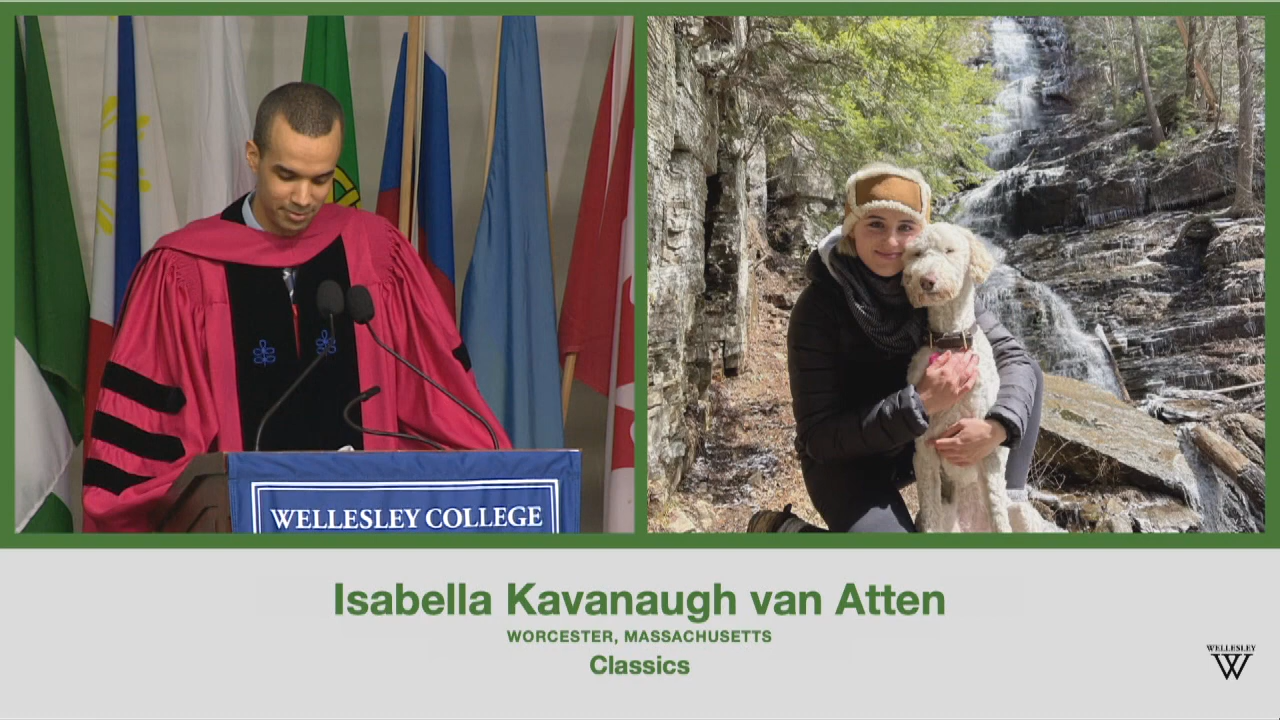 WELLESLEY COLLEGE
Isabella Kavanaugh van Atten
WORCESTER, MASSACHUSETTS
Classics
WELLESLEY
W